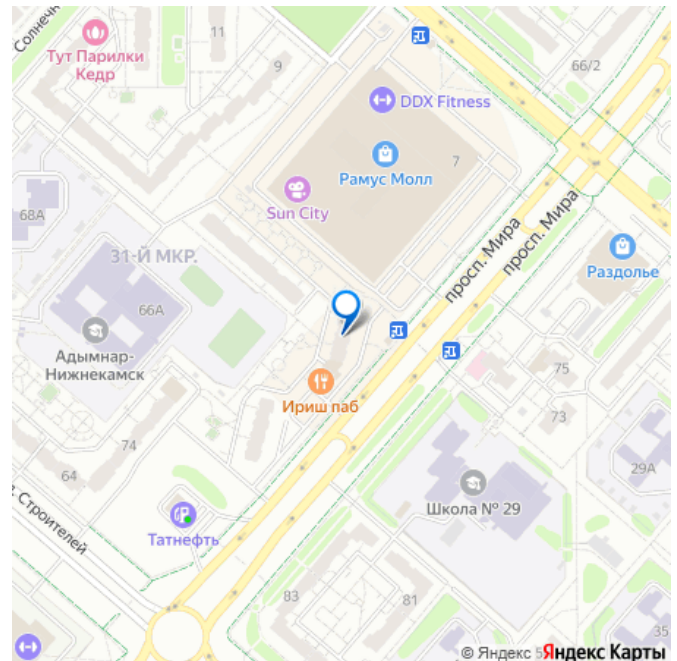 Солнечн
11
Тут Парилки
Кедр
9
66/2
DDX Fitness
7
Рамус Молл
Sun City
68А
просп. Мира
просп. Мира
31-Й МКР.
Раздолье
66А
Адымнар-
Нижнекамск
Ириш паб
75
73
74
64
29А
Школа № 29
. Строителей
Татнефть
83
81
35
© Яндекс 5
Яндекс Карты